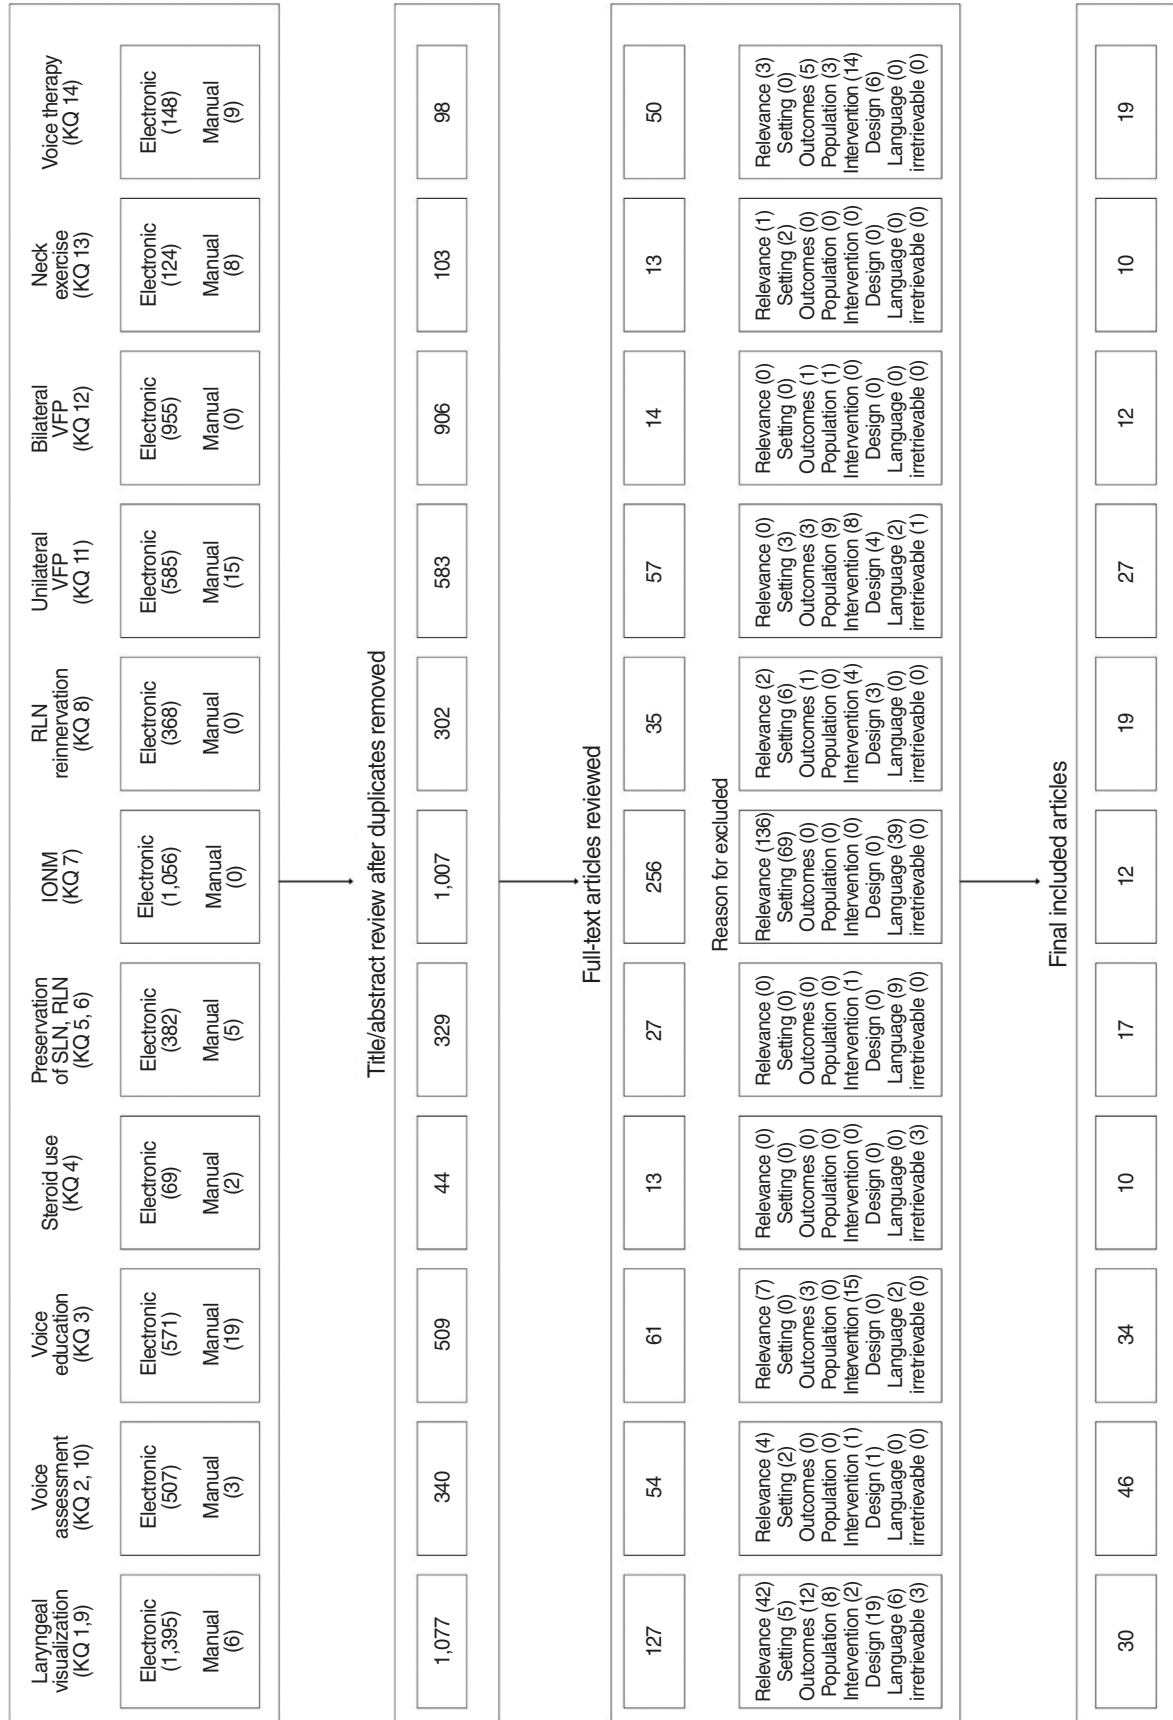 Laryngeal
visualization
(KQ 1,9)
Voice
assessment
(KQ 2, 10)
Voice
education
(KQ 3)
Steroid use
(KQ 4)
Preservation
of SLN, RLN
(KQ 5, 6)
IONM
(KQ 7)
RLN
reinnervation
(KQ 8)
Unilateral
VFP
(KQ 11)
Bilateral
VFP
(KQ 12)
Neck
exercise
(KQ 13)
Voice therapy
(KQ 14)
Electronic
(1,395)
Manual
(6)
Electronic
(507)
Manual
(3)
Electronic
(571)
Manual
(19)
Electronic
(69)
Manual
(2)
Electronic
(382)
Manual
(5)
Electronic
(1,056)
Manual
(0)
Electronic
(368)
Manual
(0)
Electronic
(585)
Manual
(15)
Electronic
(955)
Manual
(0)
Electronic
(124)
Manual
(8)
Electronic
(148)
Manual
(9)
Title/abstract review after duplicates removed
1,077
340
509
44
329
1,007
302
583
906
103
98
Full-text articles reviewed
127
54
61
13
27
256
35
57
14
13
50
Reason for excluded
Relevance (42)
Setting (5)
Outcomes (12)
Population (8)
Intervention (2)
Design (19)
Language (6)
irretrievable (3)
Relevance (4)
Setting (2)
Outcomes (0)
Population (0)
Intervention (1)
Design (1)
Language (0)
irretrievable (0)
Relevance (7)
Setting (0)
Outcomes (3)
Population (0)
Intervention (15)
Design (0)
Language (2)
irretrievable (0)
Relevance (0)
Setting (0)
Outcomes (0)
Population (0)
Intervention (0)
Design (0)
Language (0)
irretrievable (3)
Relevance (0)
Setting (0)
Outcomes (0)
Population (0)
Intervention (1)
Design (0)
Language (9)
irretrievable (0)
Relevance (136)
Setting (69)
Outcomes (0)
Population (0)
Intervention (0)
Design (0)
Language (39)
irretrievable (0)
Relevance (2)
Setting (6)
Outcomes (1)
Population (0)
Intervention (4)
Design (3)
Language (0)
irretrievable (0)
Relevance (0)
Setting (3)
Outcomes (3)
Population (9)
Intervention (8)
Design (4)
Language (2)
irretrievable (1)
Relevance (0)
Setting (0)
Outcomes (1)
Population (1)
Intervention (0)
Design (0)
Language (0)
irretrievable (0)
Relevance (1)
Setting (2)
Outcomes (0)
Population (0)
Intervention (0)
Design (0)
Language (0)
irretrievable (0)
Relevance (3)
Setting (0)
Outcomes (5)
Population (3)
Intervention (14)
Design (6)
Language (0)
irretrievable (0)
Final included articles
30
46
34
10
17
12
19
27
12
10
19